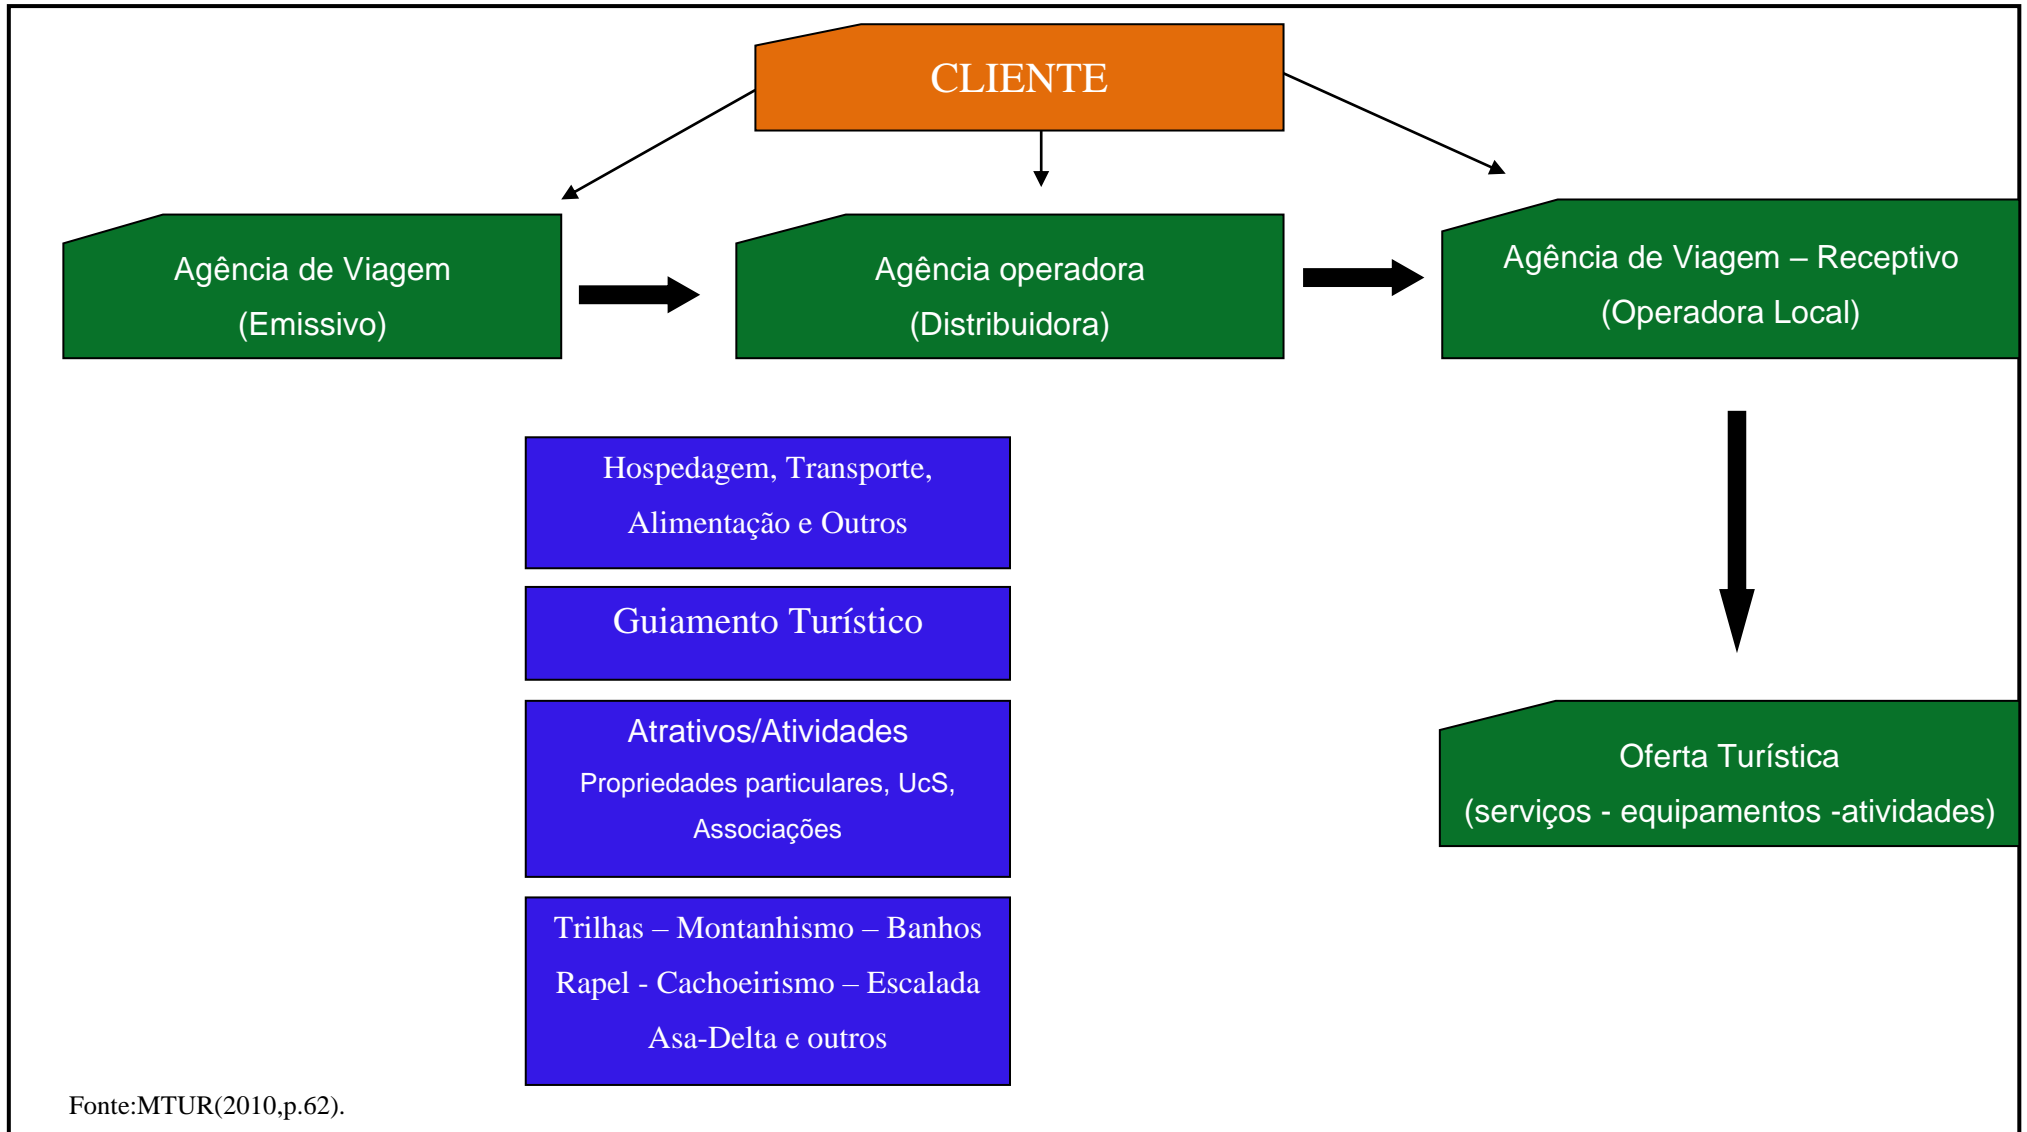 CLIENTE
Agência de Viagem
(Emissivo)
Agência operadora
(Distribuidora)
Agência de Viagem – Receptivo
(Operadora Local)
Hospedagem, Transporte,
Alimentação e Outros
Guiamento Turístico
Atrativos/Atividades
Propriedades particulares, UcS,
Associações
Oferta Turística
(serviços - equipamentos -atividades)
Trilhas – Montanhismo – Banhos
Rapel - Cachoeirismo – Escalada
Asa-Delta e outros
Fonte:MTUR(2010,p.62).